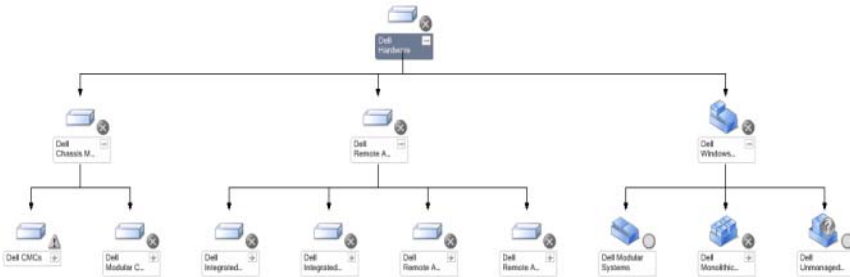 Dell
Hardware
Dell
Chassis M...
Dell
Remote A...
Dell
Windows...
Dell CMCs
Dell
Modular C...
Dell
Integrated...
Dell
Integrated...
Dell
Remote A...
Dell
Remote A...
Dell Modular
Systems
Dell
Monolithic...
Dell
Unmanaged...